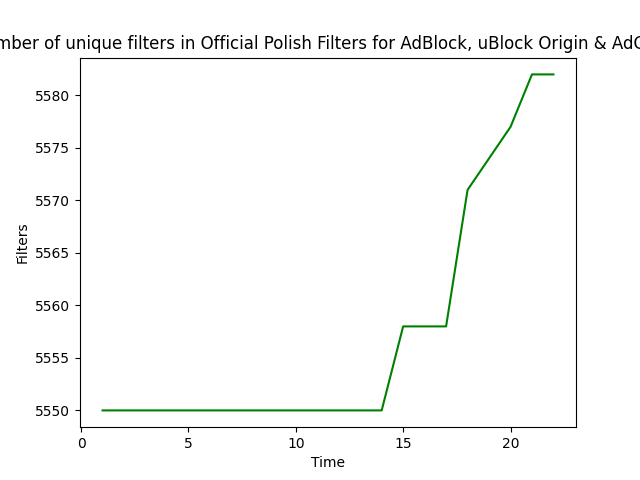 mber of unique filters in Official Polish Filters for AdBlock, uBlock Origin & AdG
5580
5575
5570
5565
5560
5555
5550
Filters
0 5 10 15 20
Time